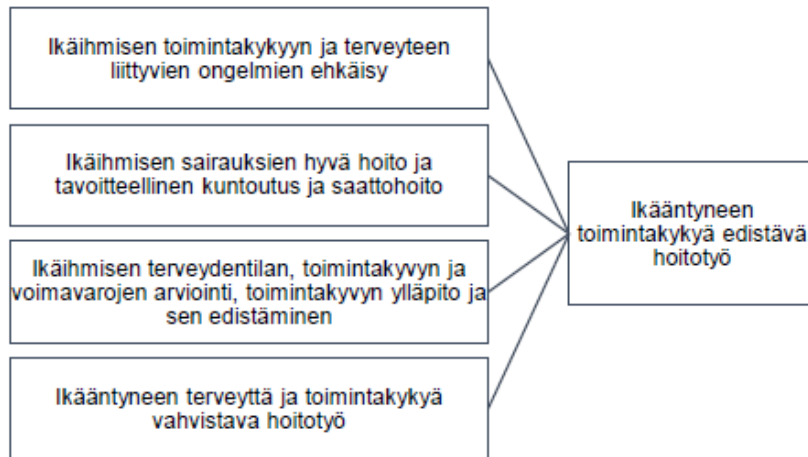 Ikäihmisen toimintakykyyn ja terveyteen
liittyvien ongelmien ehkäisy
Ikäihmisen sairauksien hyvä hoito ja
tavoitteellinen kuntoutus ja saattohoito
Ikäihmisen terveydentilan, toimintakyvyn ja
voimavarojen arviointi, toimintakyvyn ylläpito ja
sen edistäminen
Ikääntyneen terveyttä ja toimintakykyä
vahvistava hoitotyö
Ikääntyneen
toimintakykyä edistävä
hoitotyö